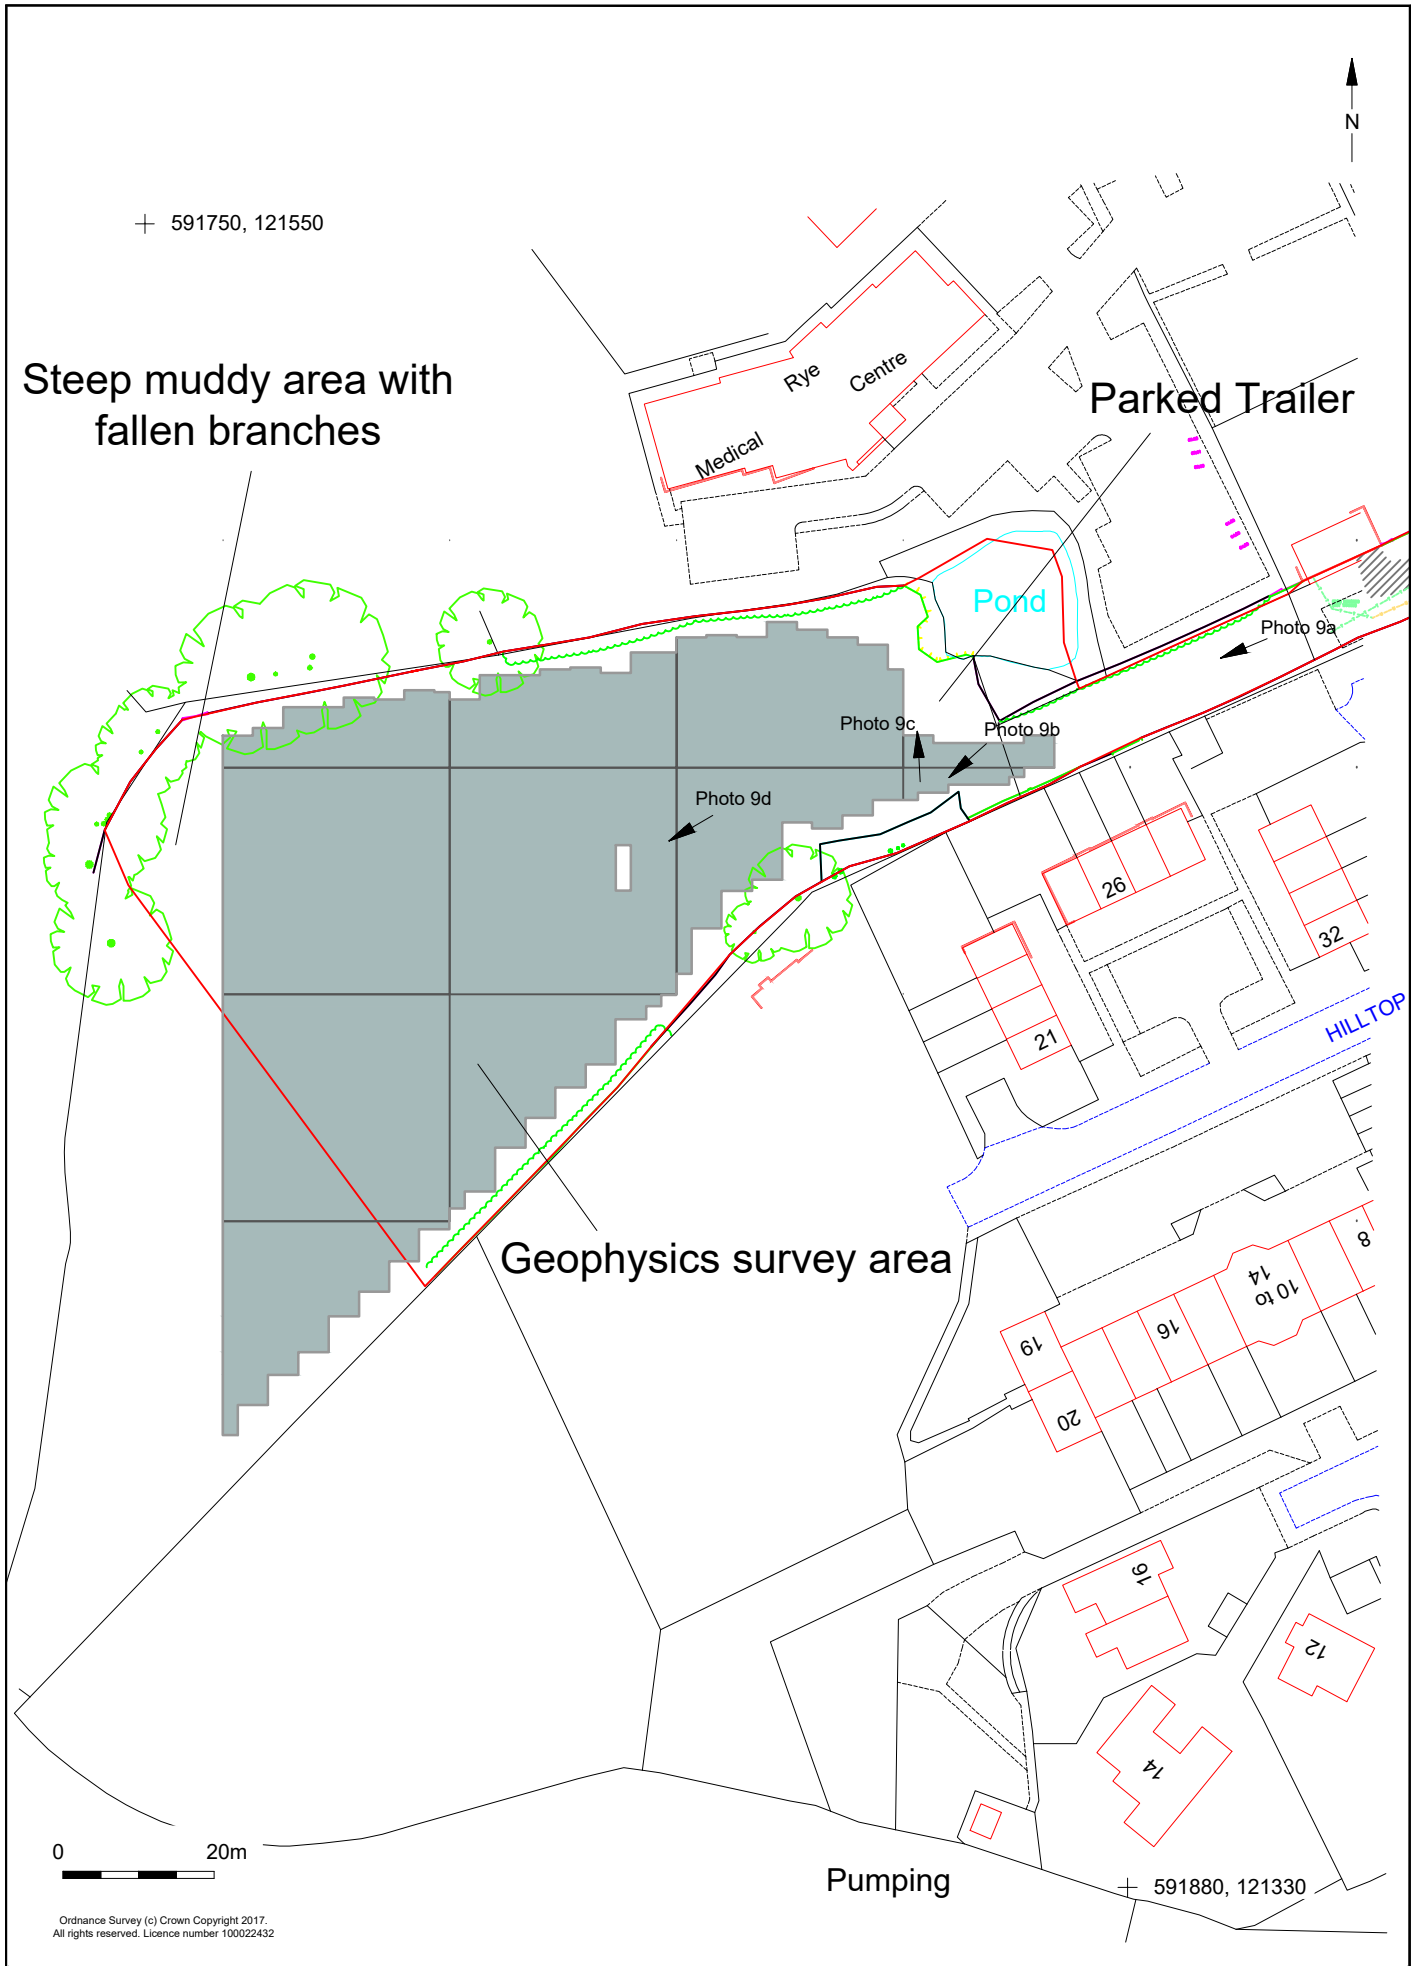 N
591750, 121550
Steep muddy area with
fallen branches
Rye
Centre
Medical
Parked Trailer
Pond
Photo 9a
Photo 9c
Photo 9b
Photo 9d
26
32
21
HILLTOP
Geophysics survey area
8
10 to
14
16
19
20
16
12
14
0
20m
Pumping
591880, 121330
Ordnance Survey (c) Crown Copyright 2017.
All rights reserved. Licence number 100022432